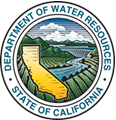 DEPARTMENT OF WATER RESOURCES
STATE OF CALIFORNIA